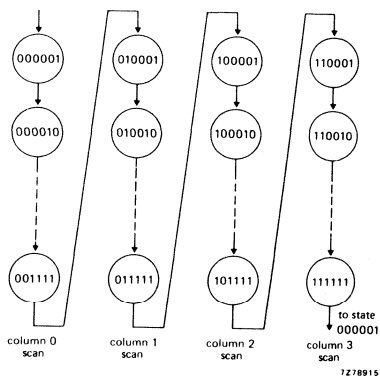 000001
010001
100001
110001
000010
010010
100010
110010
001111
011111
101111
111111
to state
000001
column 0
scan
column 1
scan
column 2
scan
column 3
scan
7Z78915